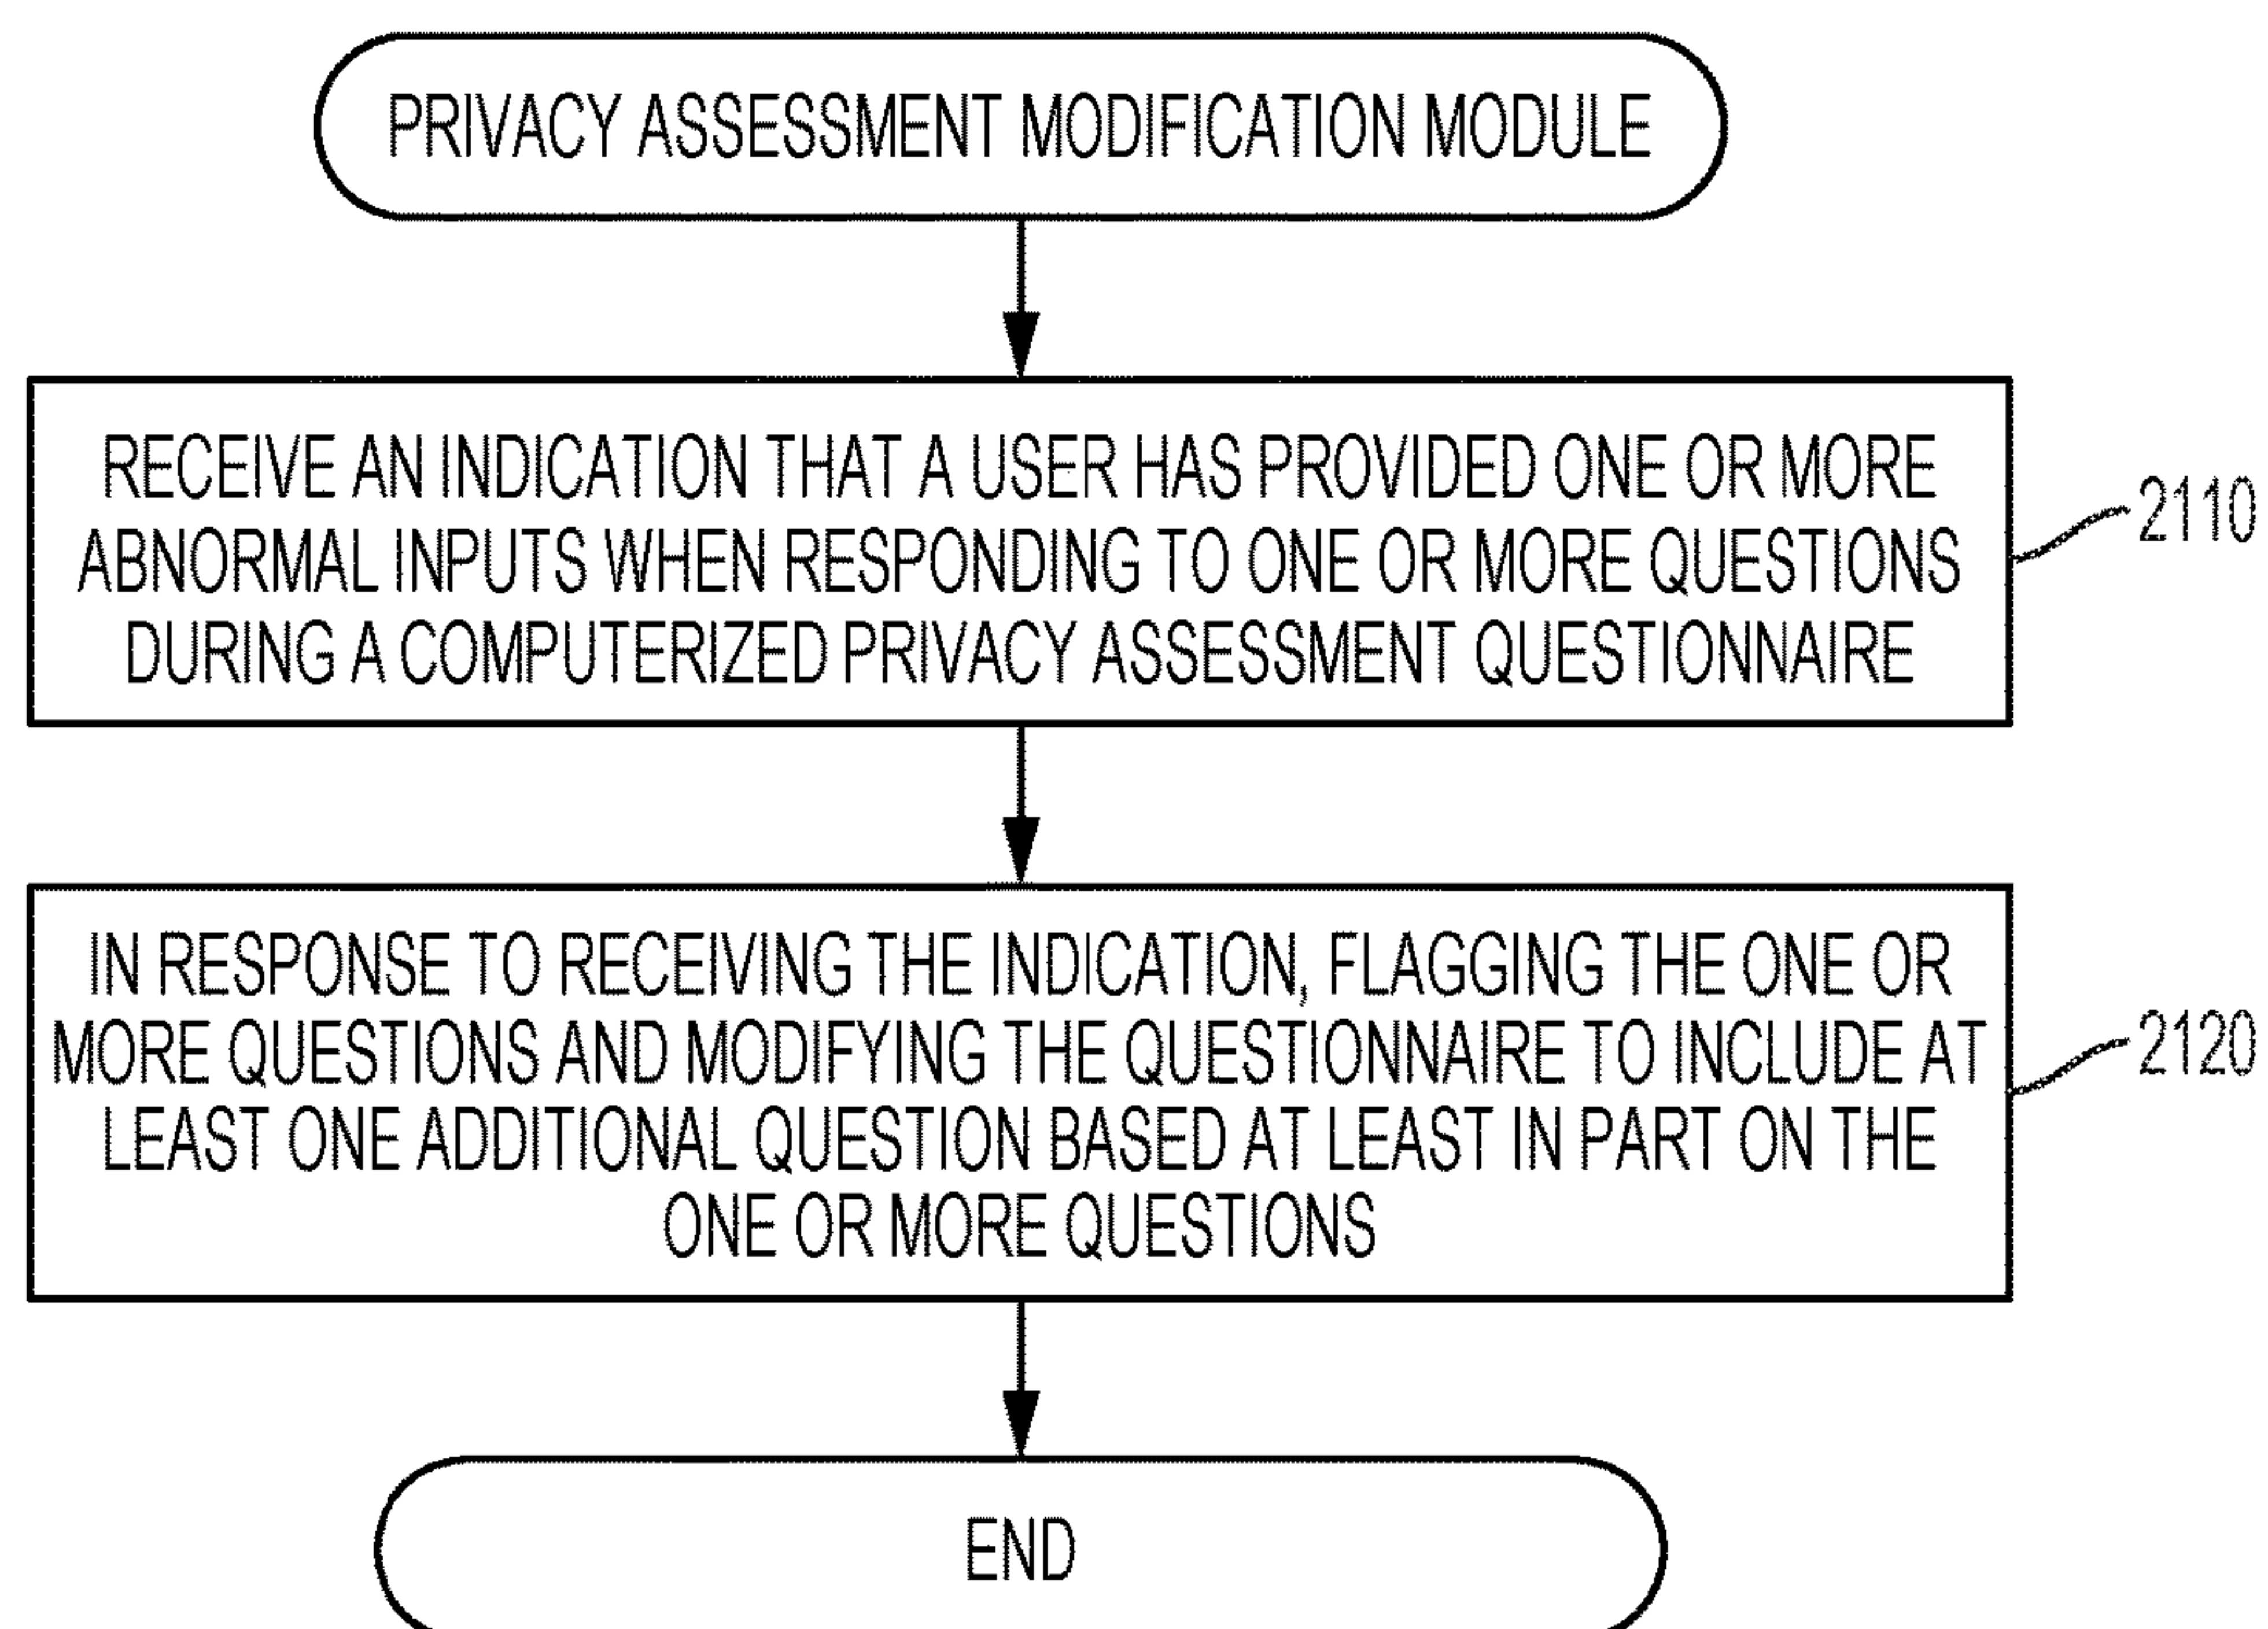 PRIVACY ASSESSMENT MODIFICATION MODULE
RECEIVE AN INDICATION THAT A USER HAS PROVIDED ONE OR MORE
ABNORMAL INPUTS WHEN RESPONDING TO ONE OR MORE QUESTIONS
DURING A COMPUTERIZED PRIVACY ASSESSMENT QUESTIONNAIRE
2110
IN RESPONSE TO RECEIVING THE INDICATION, FLAGGING THE ONE OR
MORE QUESTIONS AND MODIFYING THE QUESTIONNAIRE TO INCLUDE AT
LEAST ONE ADDITIONAL QUESTION BASED AT LEAST IN PART ON THE
ONE OR MORE QUESTIONS
2120
END